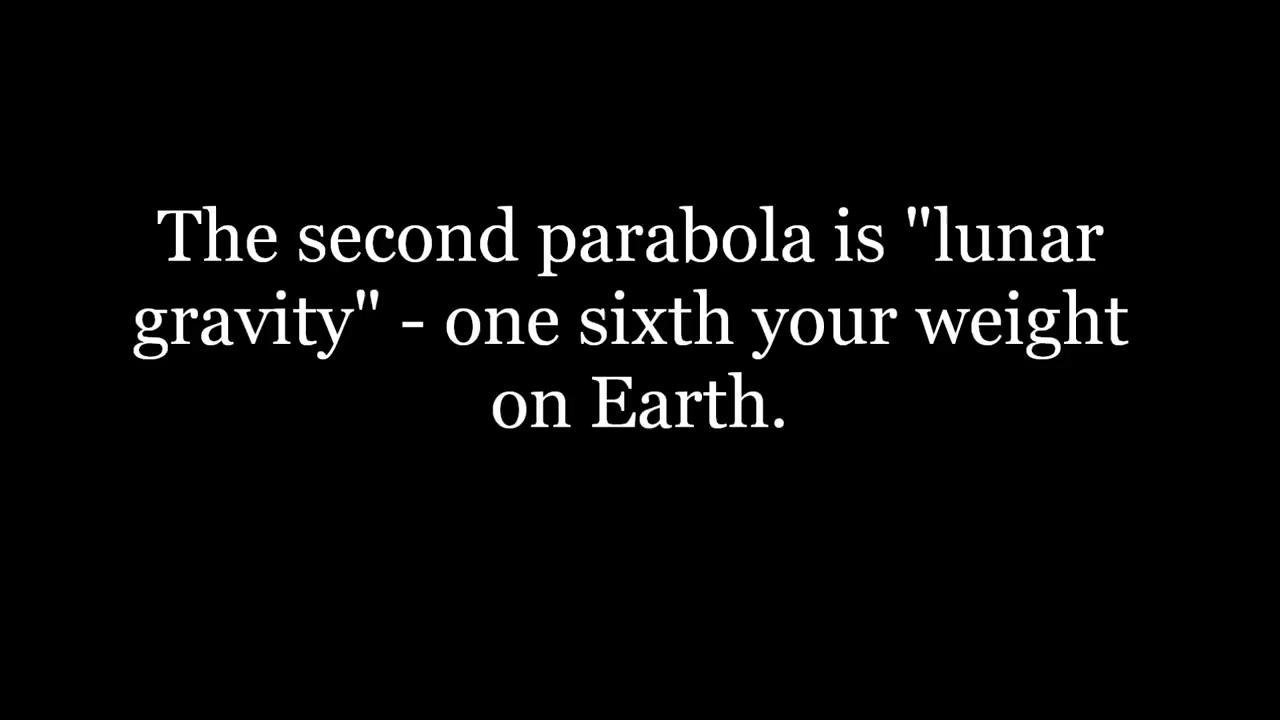 The second parabola is "lunar
gravity" - one sixth your weight
on Earth.